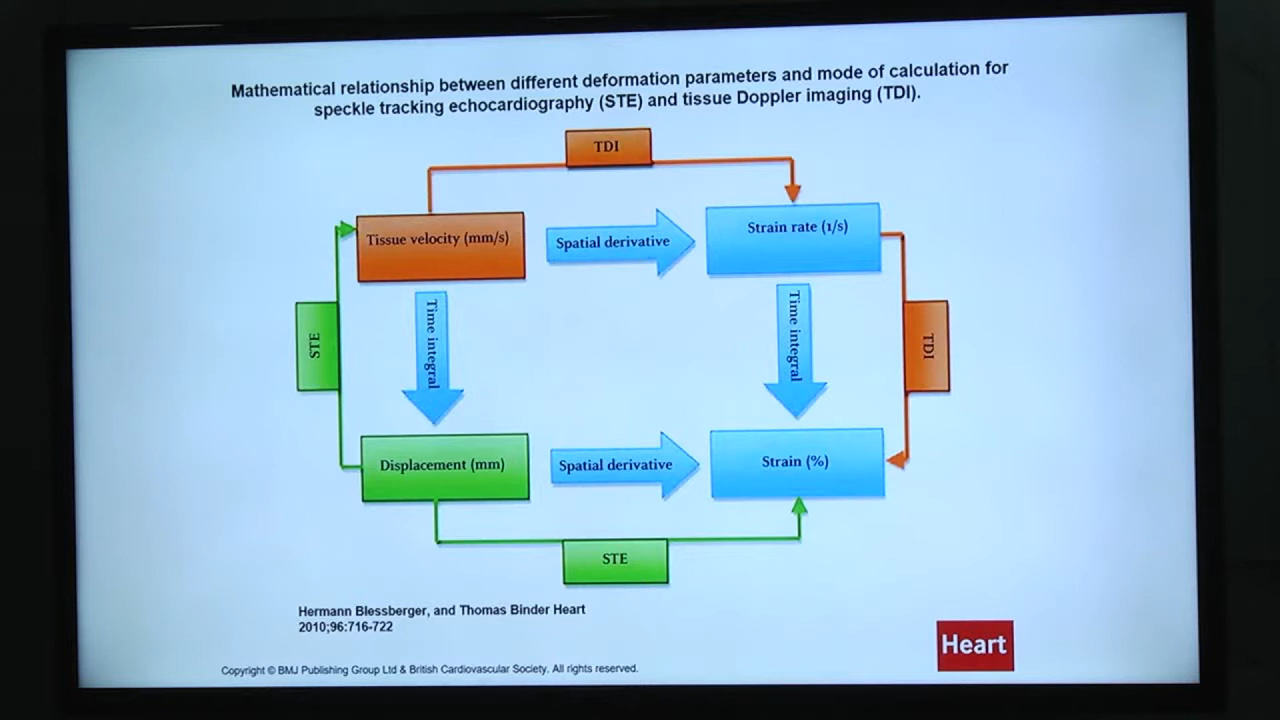 Mathematical relationship between different deformation parameters and mode of calculation for
speckle tracking echocardiography (STE) and tissue Doppler imaging (TDI).
TDI
Tissue velocity (mm/s)
Spatial derivative
Strain rate (1/s)
STE
Time integral
Time integral
TDI
Displacement (mm)
Spatial derivative
Strain (%)
STE
Hermann Blessberger, and Thomas Binder Heart
2010;96:716-722
Heart
Copyright © BMJ Publishing Group Ltd & British Cardiovascular Society. All rights reserved.